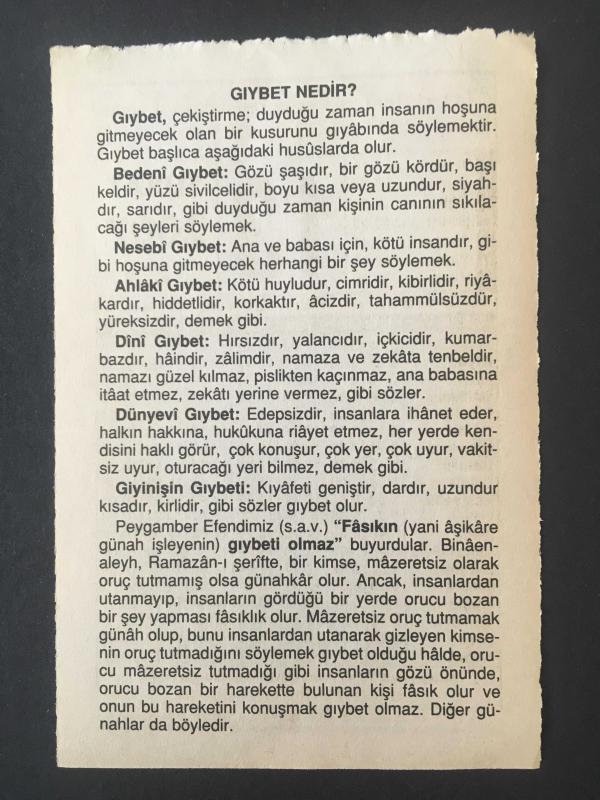 GIYBET NEDİR?
Gıybet, çekiştirme; duyduğu zaman insanın hoşuna
gitmeyecek olan bir kusurunu gıyâbında söylemektir.
Gıybet başlıca aşağıdaki husûslarda olur.
Bedenî Gıybet: Gözü şaşıdır, bir gözü kördür, başı
keldir, yüzü sivilcelidir, boyu kısa veya uzundur, siyah-
dır, sarıdır, gibi duyduğu zaman kişinin canının sıkıla-
cağı şeyleri söylemek.
Nesebî Gıybet: Ana ve babası için, kötü insandır, gi-
bi hoşuna gitmeyecek herhangi bir şey söylemek.
Ahlâkî Gıybet: Kötü huyludur, cimridir, kibirlidir, riyâ-
kardır, hiddetlidir, korkaktır, âcizdir, tahammülsüzdür,
yüreksizdir, demek gibi.
Dînî Gıybet: Hırsızdır, yalancıdır, içkicidir, kumar-
bazdır, hâindir, zâlimdir, namaza ve zekâta tenbeldir,
namazı güzel kılmaz, pislikten kaçınmaz, ana babasına
itâat etmez, zekâtı yerine vermez, gibi sözler.
Dünyevî Gıybet: Edepsizdir, insanlara ihânet eder,
halkın hakkına, hukûkuna riâyet etmez, her yerde ken-
disini haklı görür, çok konuşur, çok yer, çok uyur, vakit-
siz uyur, oturacağı yeri bilmez, demek gibi.
Giyinişin Gıybeti: Kıyâfeti geniştir, dardır, uzundur
kısadır, kirlidir, gibi sözler gıybet olur.
Peygamber Efendimiz (s.a.v.) “Fâsıkın (yani âşikâre
günah işleyenin) gıybeti olmaz” buyurdular. Binâen-
aleyh, Ramazân-ı şerîfte, bir kimse, mâzeretsiz olarak
oruç tutmamış olsa günahkâr olur. Ancak, insanlardan
utanmayıp, insanların gördüğü bir yerde orucu bozan
bir şey yapması fâsıklık olur. Mâzeretsiz oruç tutmamak
günâh olup, bunu insanlardan utanarak gizleyen kimse-
nin oruç tutmadığını söylemek gıybet olduğu hâlde, oru-
cu mâzeretsiz tutmadığı gibi insanların gözü önünde,
orucu bozan bir harekette bulunan kişi fâsık olur ve
onun bu hareketini konuşmak gıybet olmaz. Diğer gü-
nahlar da böyledir.